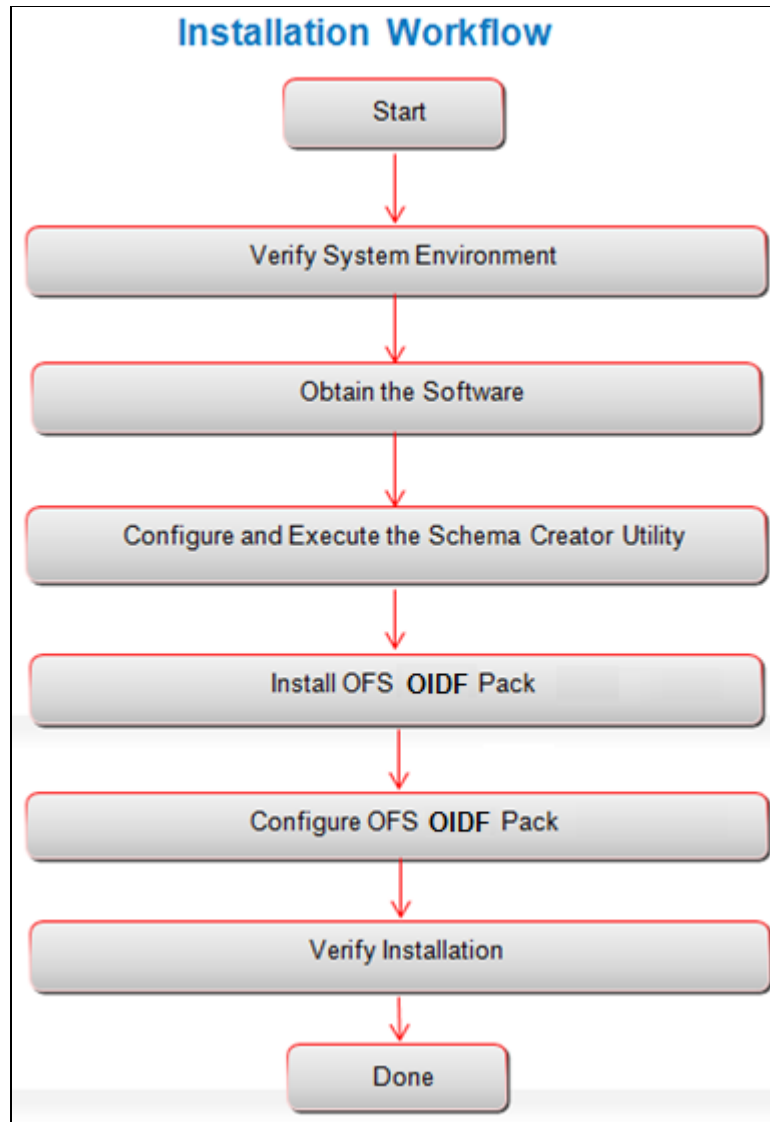 Installation Workflow
Start
Verify System Environment
Obtain the Software
Configure and Execute the Schema Creator Utility
Install OFS OIDF Pack
Configure OFS OIDF Pack
Verify Installation
Done